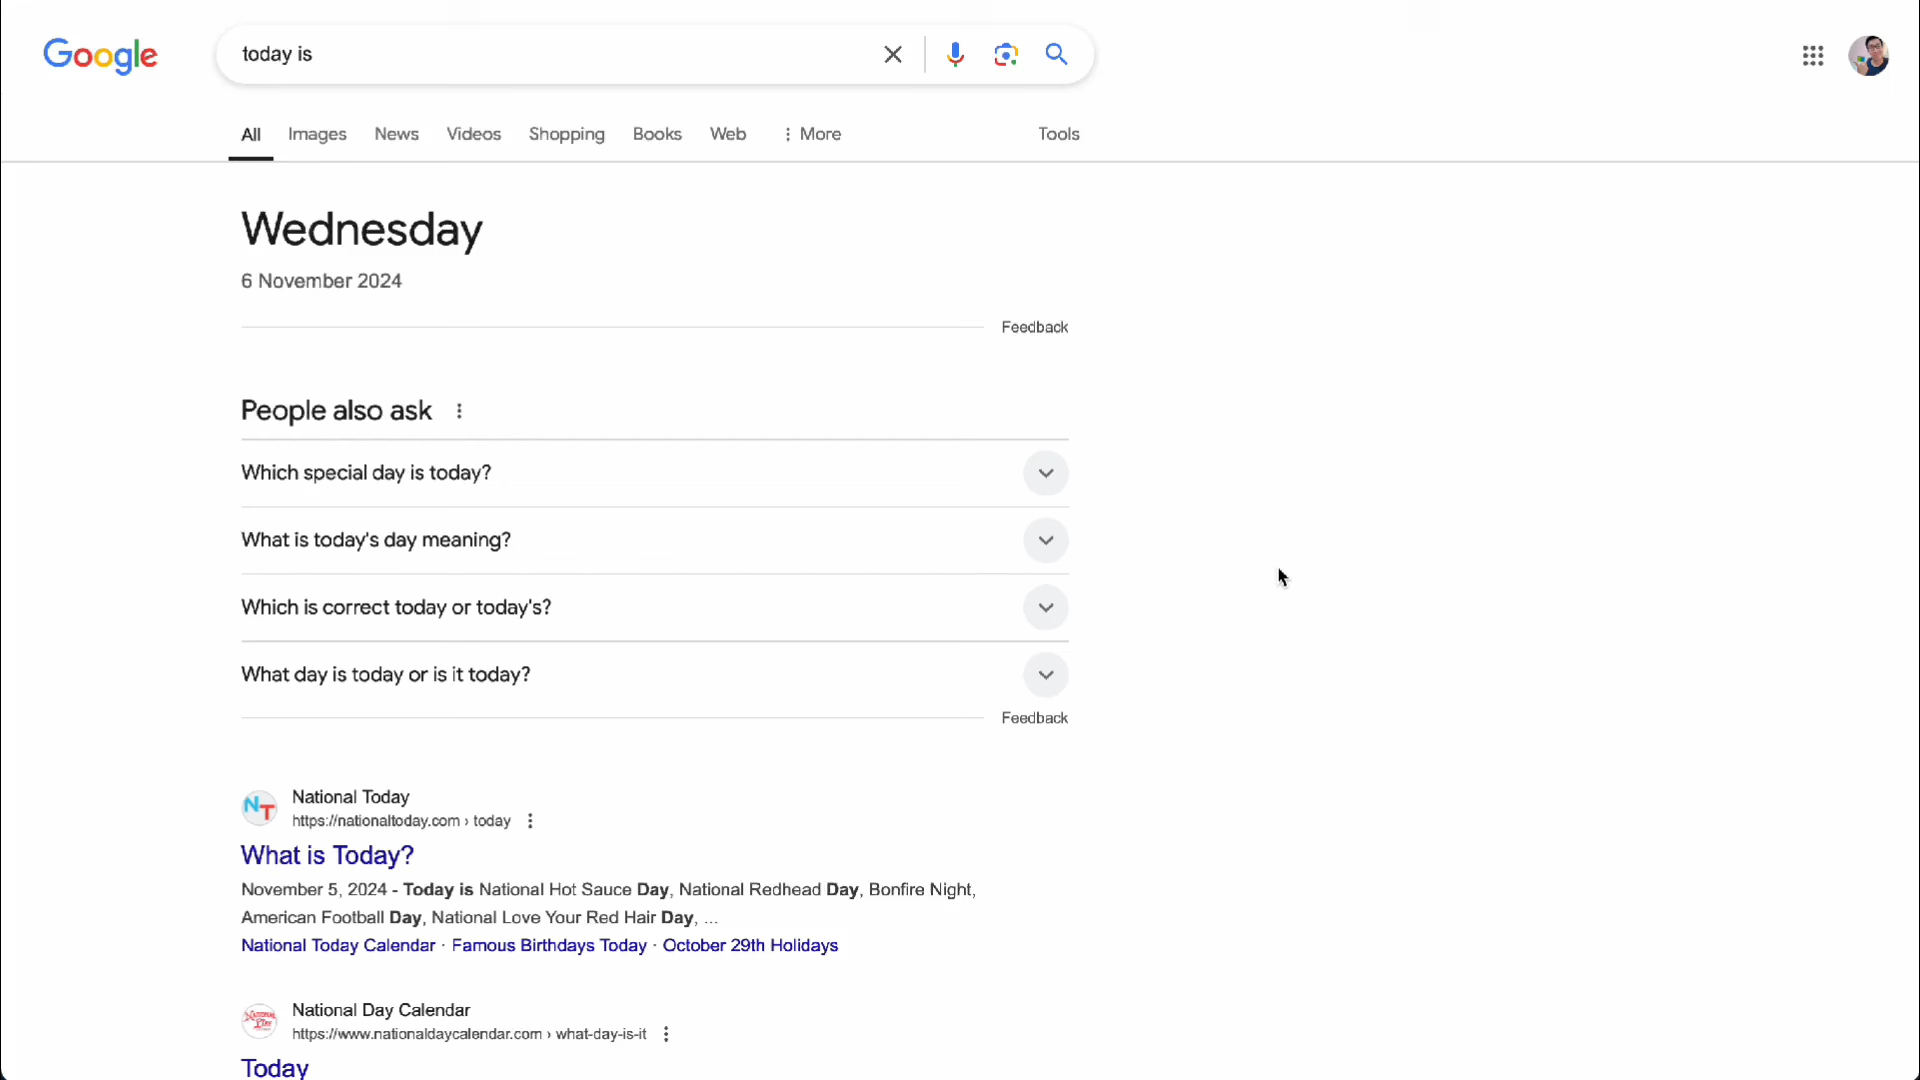 Google
today is
All Images News Videos Shopping Books Web More Tools
Wednesday
6 November 2024
Feedback
People also ask
Which special day is today?
What is today's day meaning?
Which is correct today or today's?
What day is today or is it today?
Feedback
NT
National Today
https://nationaltoday.com › today
What is Today?
November 5, 2024 - Today is National Hot Sauce Day, National Redhead Day, Bonfire Night,
American Football Day, National Love Your Red Hair Day, ...
National Today Calendar · Famous Birthdays Today · October 29th Holidays
National Day Calendar
https://www.nationaldaycalendar.com › what-day-is-it
Today